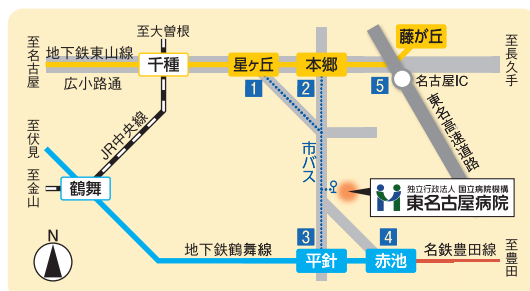 至大曽根
至名古屋
地下鉄東山線
千種
星ヶ丘
本郷
藤が丘
至長久手
広小路通
1
2
5
名古屋IC
至伏見
JR中央線
市バス
東名高速道路
至金山
鶴舞
独立行政法人 国立病院機構
東名古屋病院
N
地下鉄鶴舞線
3
平針
4
赤池
名鉄豊田線
至豊田